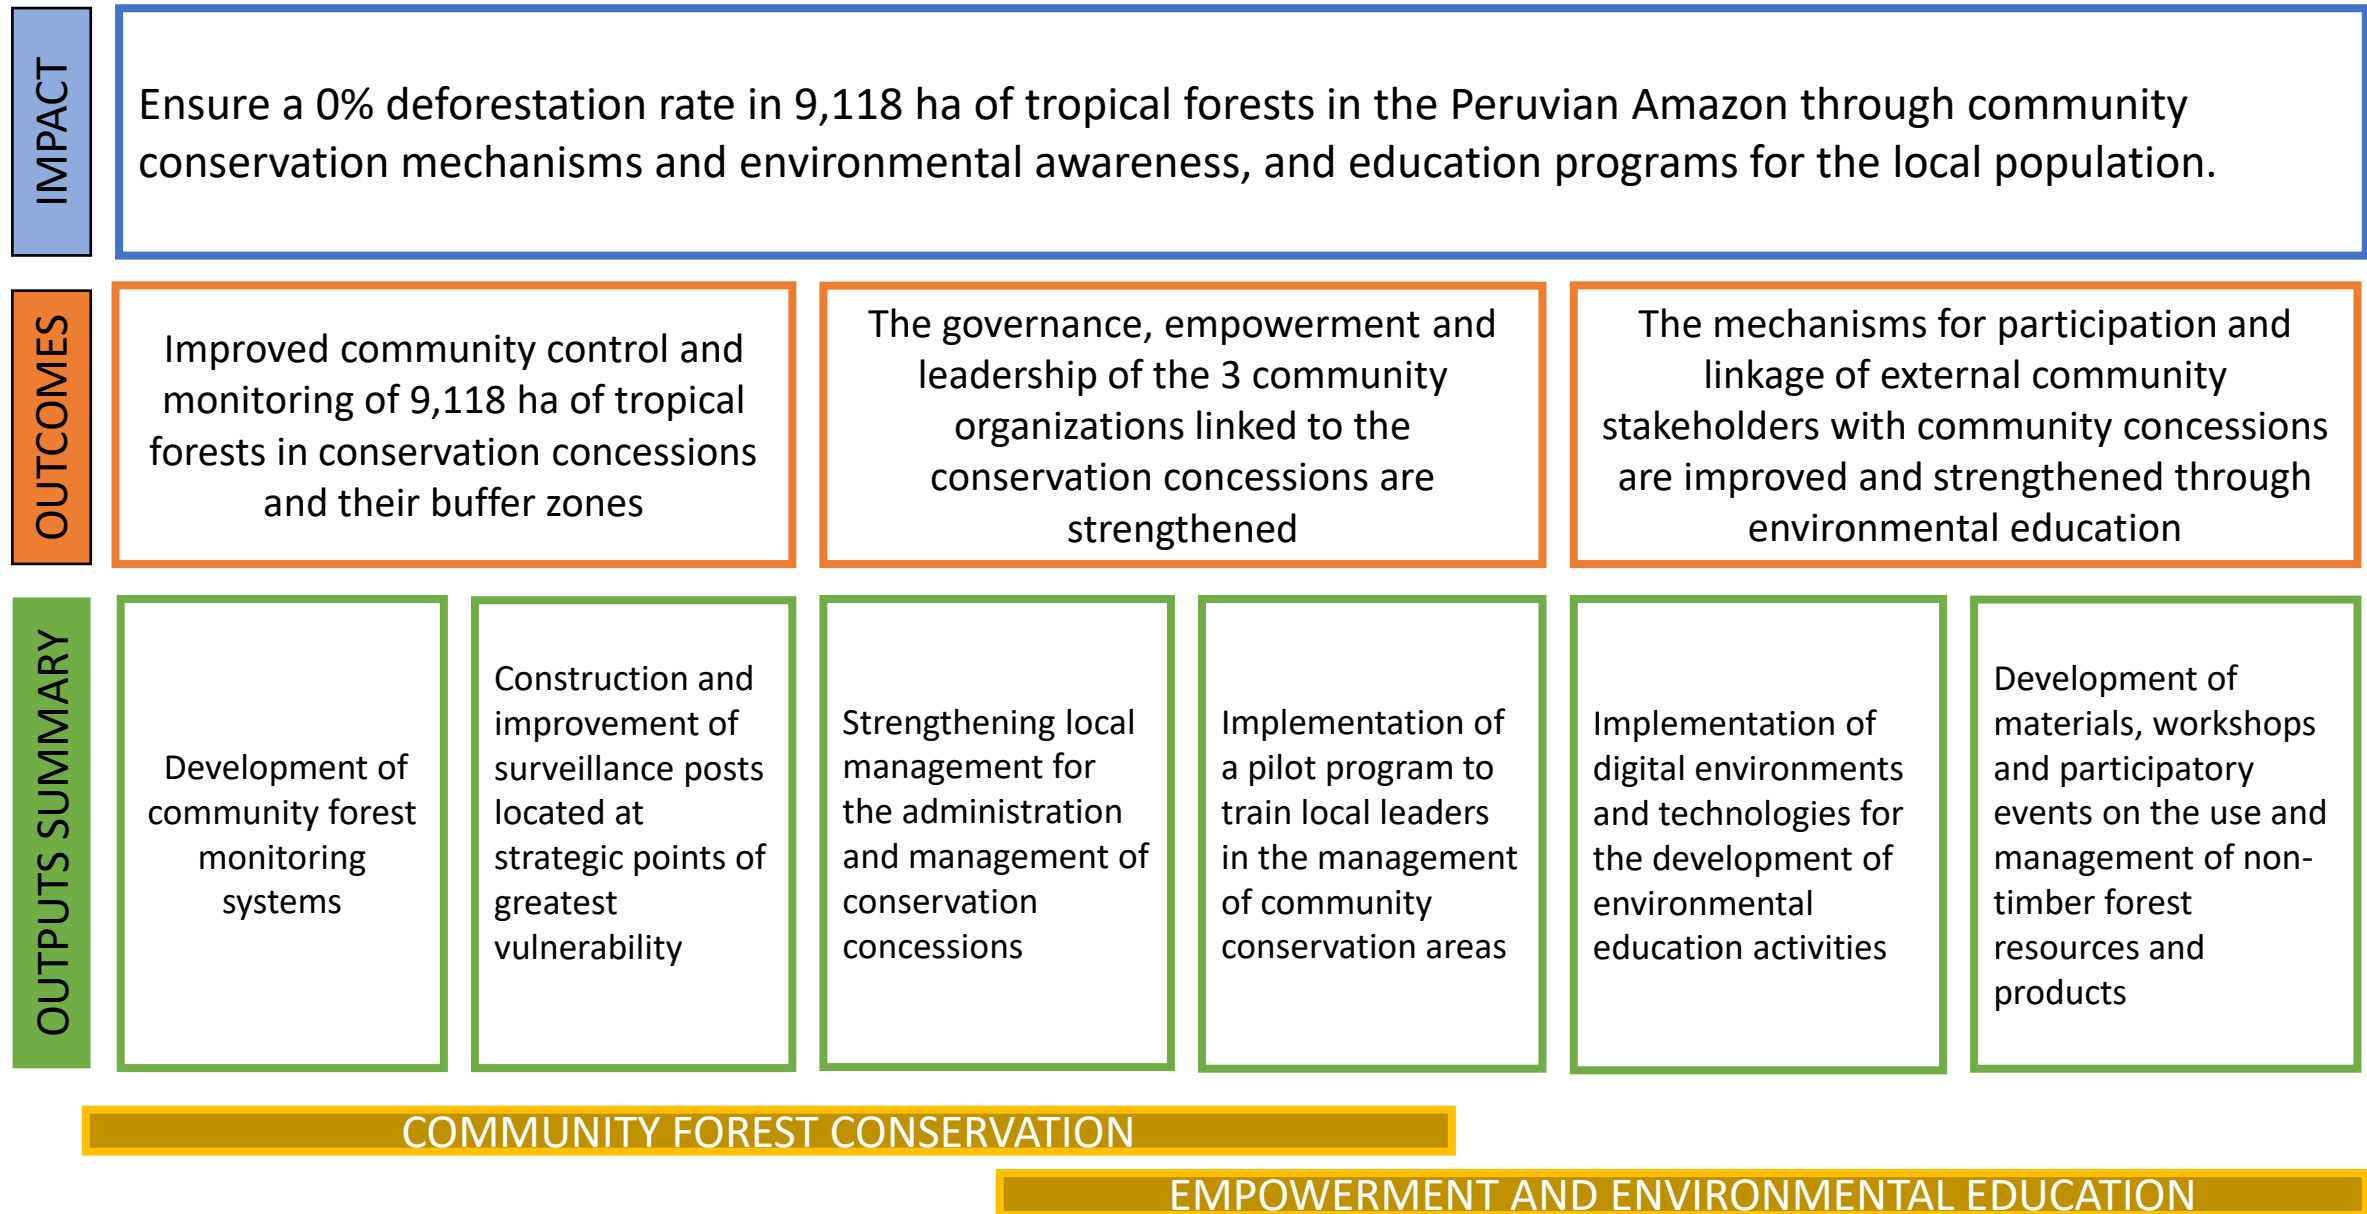 IMPACT
Ensure a 0% deforestation rate in 9,118 ha of tropical forests in the Peruvian Amazon through community
conservation mechanisms and environmental awareness, and education programs for the local population.
OUTCOMES
Improved community control and
monitoring of 9,118 ha of tropical
forests in conservation concessions
and their buffer zones
The governance, empowerment and
leadership of the 3 community
organizations linked to the
conservation concessions are
strengthened
The mechanisms for participation and
linkage of external community
stakeholders with community concessions
are improved and strengthened through
environmental education
OUTPUTS SUMMARY
Development of
community forest
monitoring
systems
Construction and
improvement of
surveillance posts
located at
strategic points of
greatest
vulnerability
Strengthening local
management for
the administration
and management of
conservation
concessions
Implementation of
a pilot program to
train local leaders
in the management
of community
conservation areas
Implementation of
digital environments
and technologies for
the development of
environmental
education activities
Development of
materials, workshops
and participatory
events on the use and
management of non-
timber forest
resources and
products
COMMUNITY FOREST CONSERVATION
EMPOWERMENT AND ENVIRONMENTAL EDUCATION